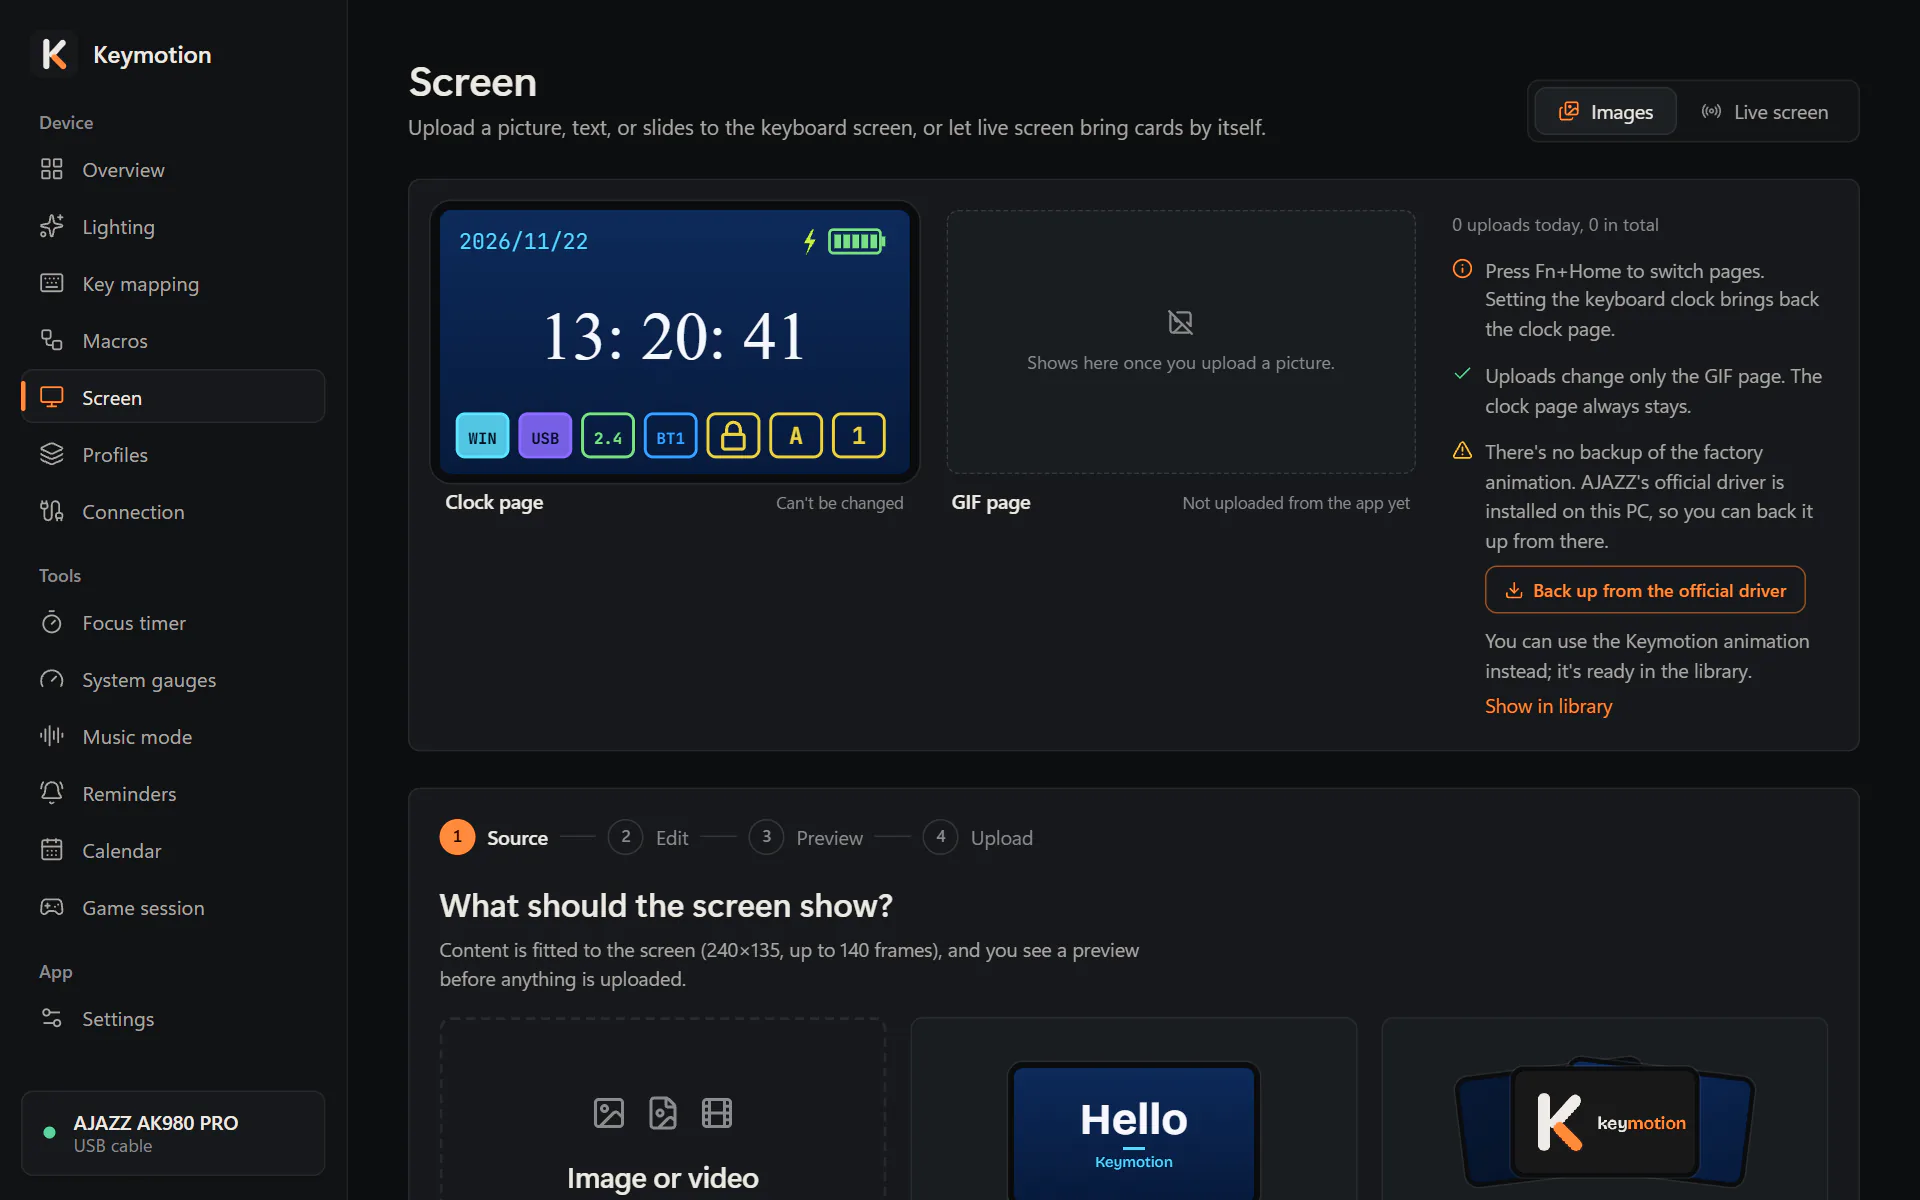 Keymotion
Device
Overview
Lighting
Key mapping
Macros
Screen
Profiles
Connection
Tools
Focus timer
System gauges
Music mode
Reminders
Calendar
Game session
App
Settings
AJAZZ AK980 PRO
USB cable
Screen
Upload a picture, text, or slides to the keyboard screen, or let live screen bring cards by itself.
Images
Live screen
2026/11/22
13: 20: 41
WIN
USB
2.4
BT1
A
1
Clock page
Can't be changed
Shows here once you upload a picture.
GIF page
Not uploaded from the app yet
0 uploads today, 0 in total
Press Fn+Home to switch pages.
Setting the keyboard clock brings back
the clock page.
Uploads change only the GIF page. The
clock page always stays.
There's no backup of the factory
animation. AJAZZ's official driver is
installed on this PC, so you can back it
up from there.
Back up from the official driver
You can use the Keymotion animation
instead; it's ready in the library.
Show in library
1 Source
2 Edit
3 Preview
4 Upload
What should the screen show?
Content is fitted to the screen (240×135, up to 140 frames), and you see a preview
before anything is uploaded.
Image or video
Hello
Keymotion
keymotion